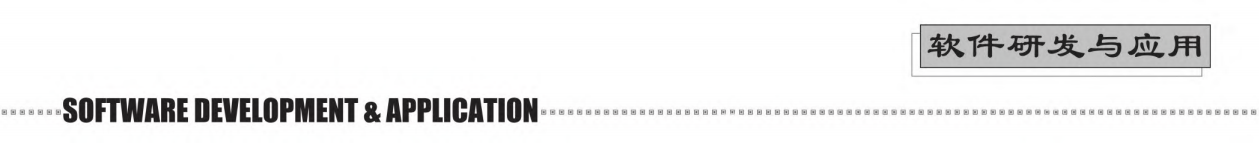 软件研发与应用
SOFTWARE DEVELOPMENT & APPLICATION